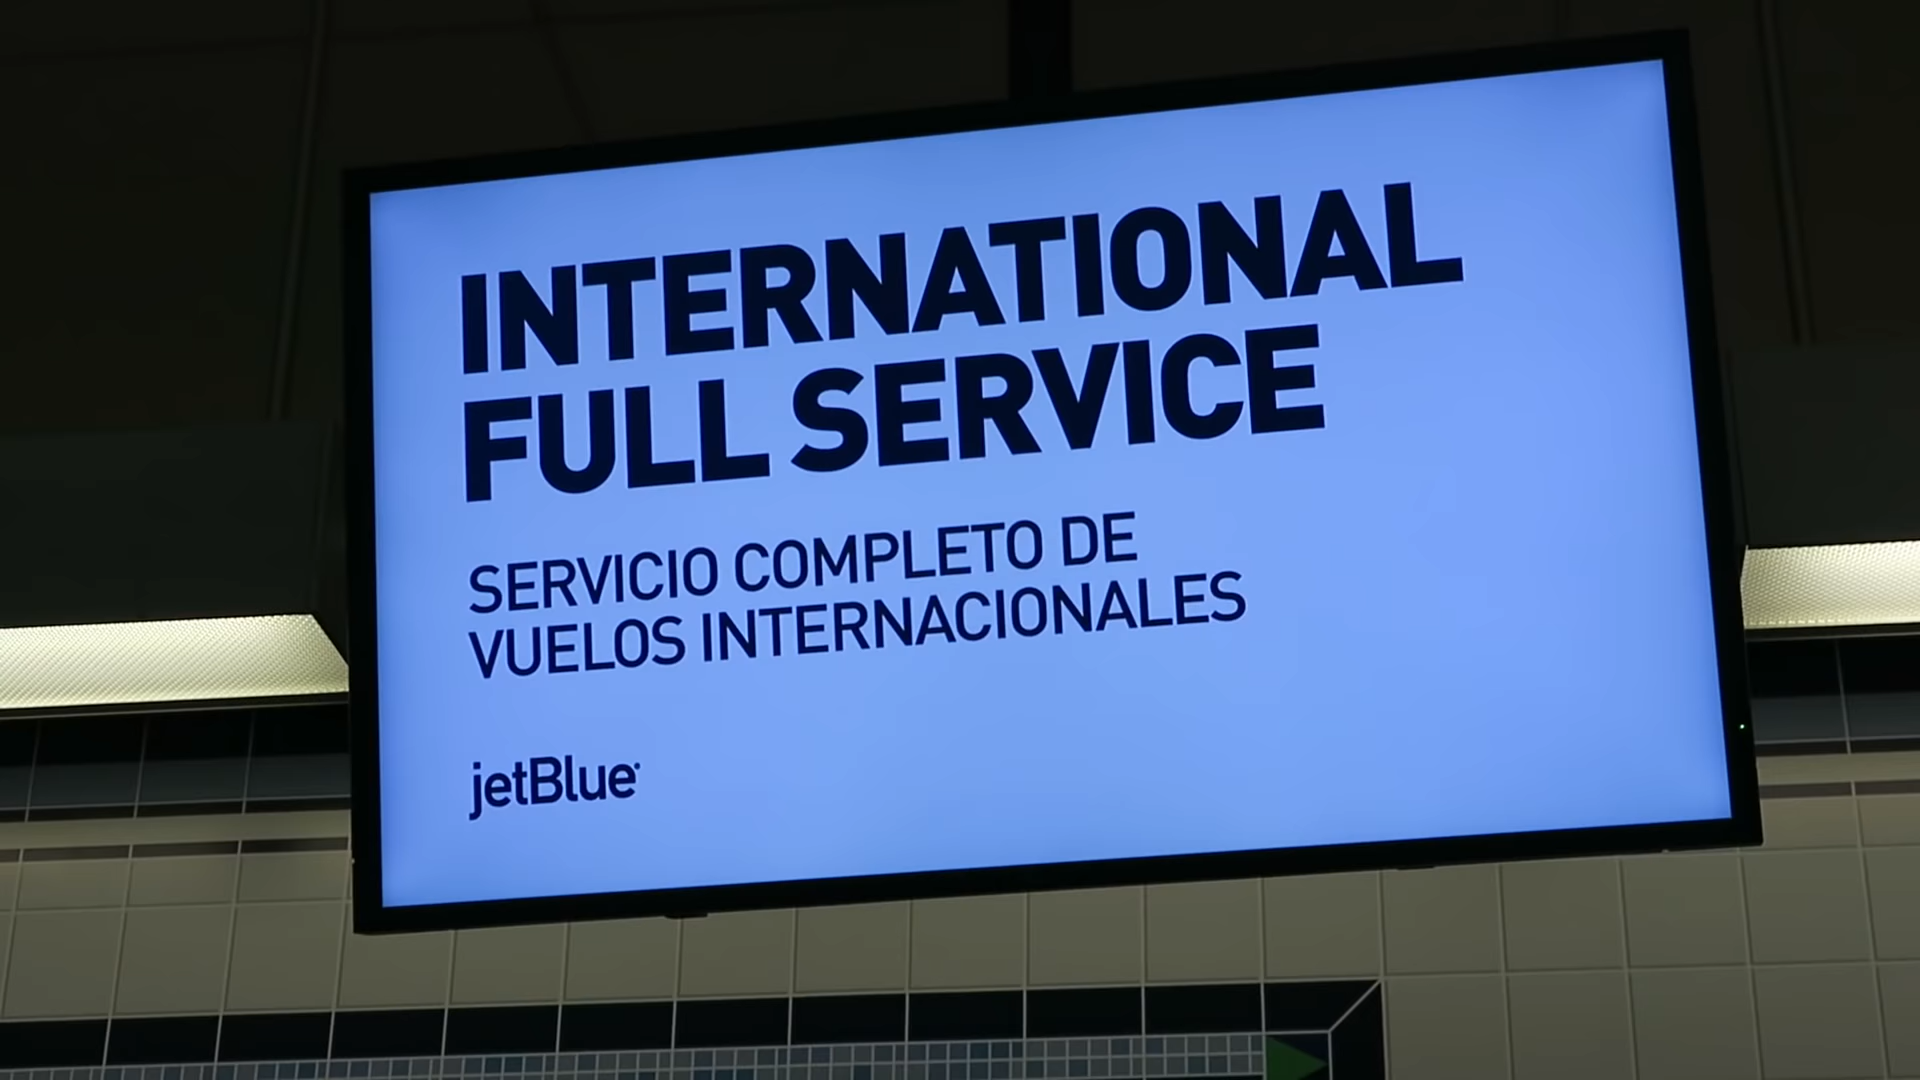 INTERNATIONAL
FULL SERVICE
SERVICIO COMPLETO DE
VUELOS INTERNACIONALES
jetBlue